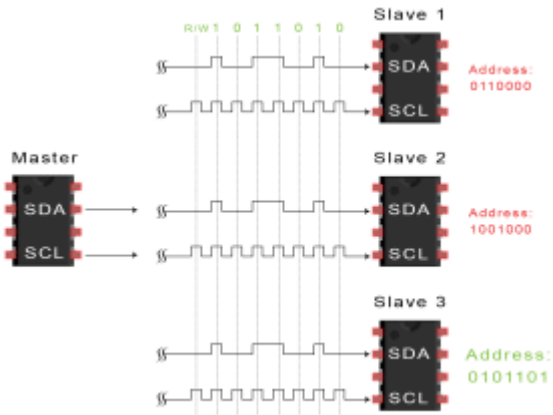 Slave 1
R/W 1 0 1 1 0 1 0
SDA
Address:
0110000
SCL
Master
Slave 2
SDA
SDA
Address:
1001000
SCL
SCL
Slave 3
SDA
Address:
0101101
SCL